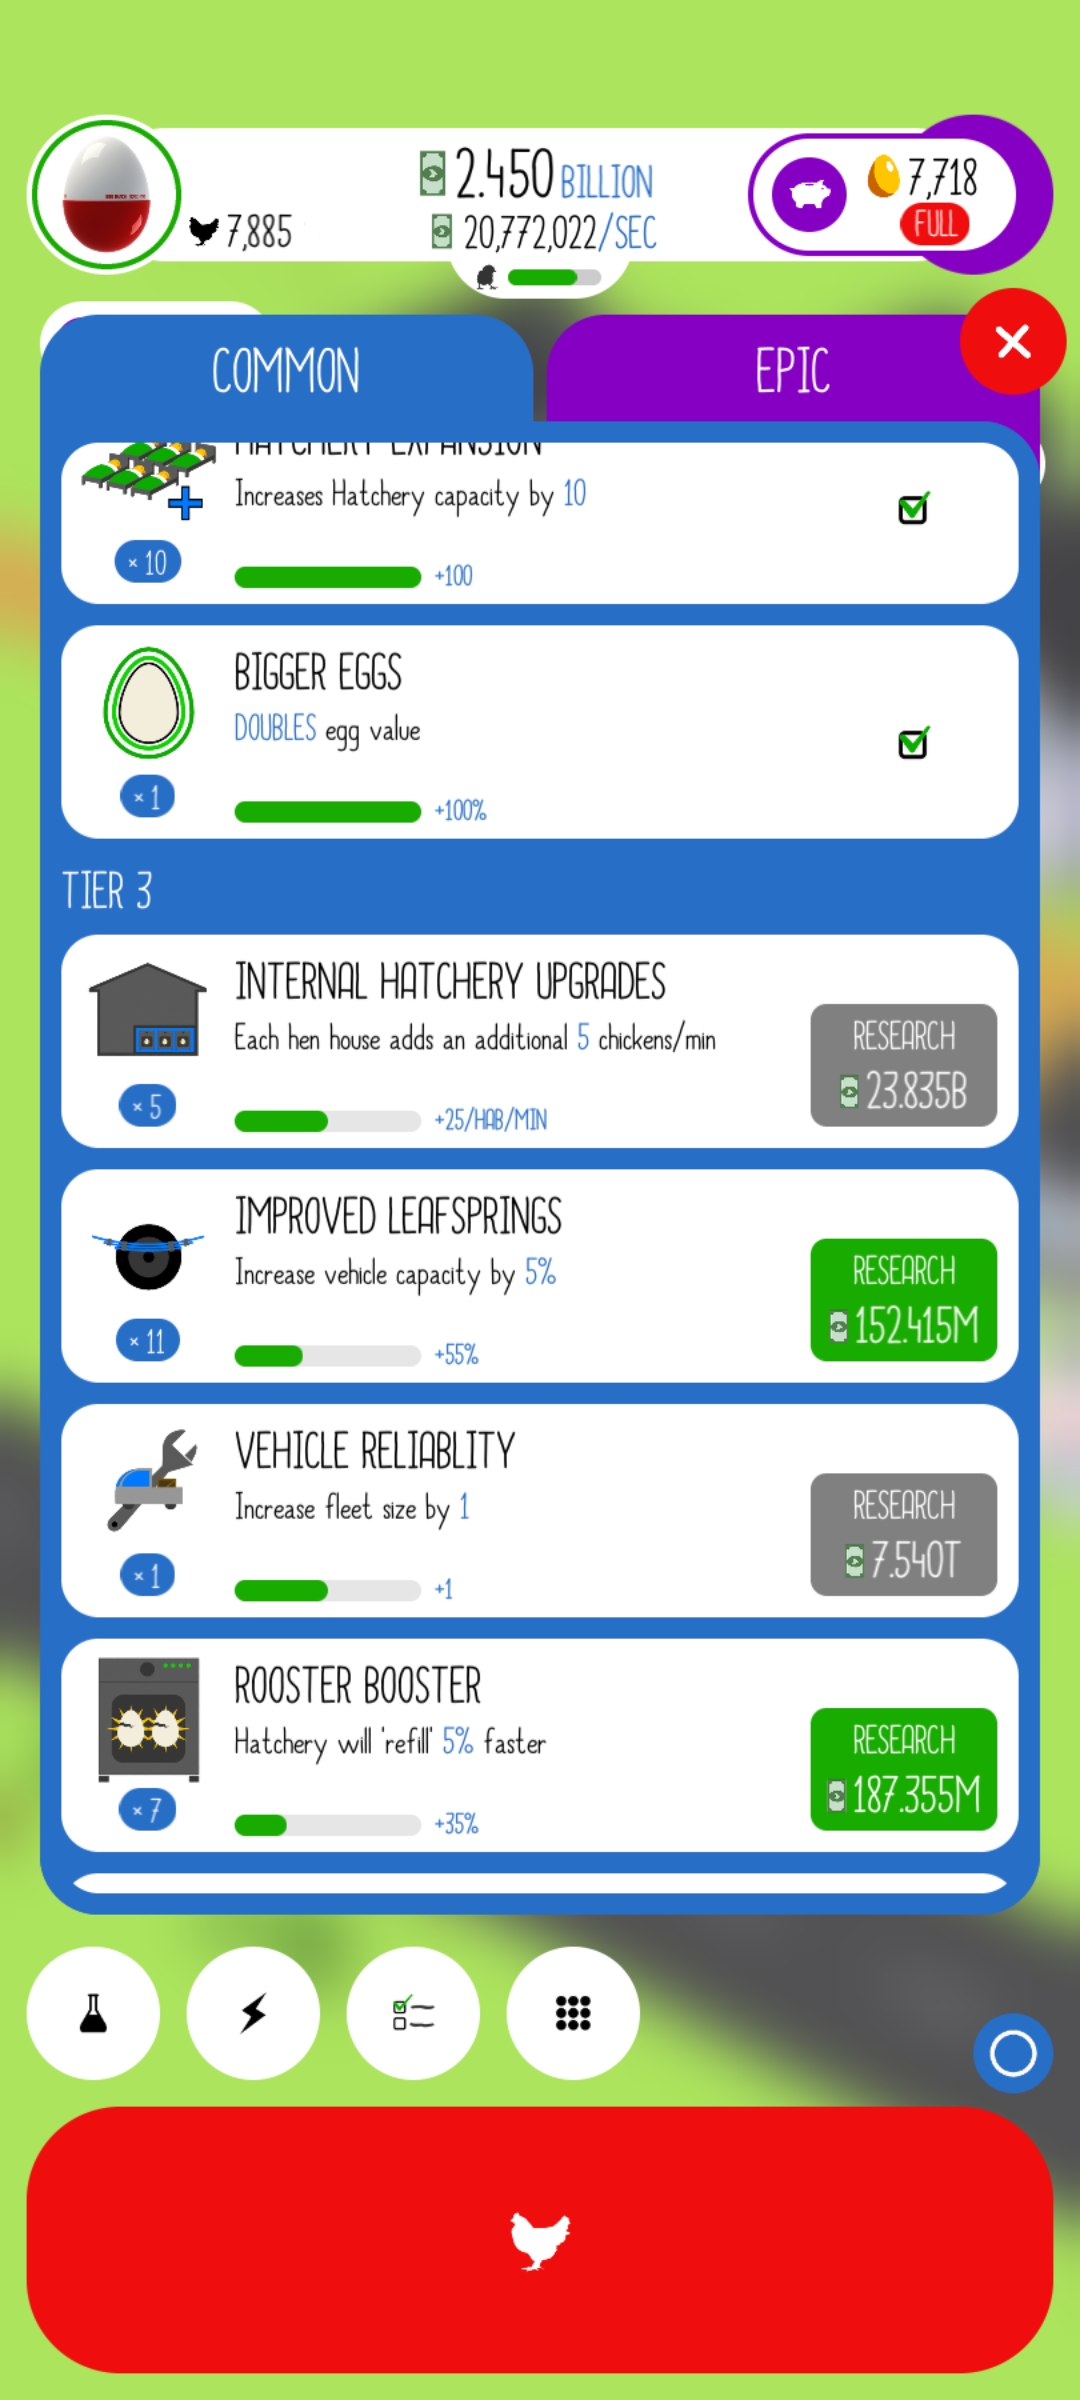 2.450 BILLION
7,885
20,772,022/SEC
7,718
FULL
COMMON
EPIC
HATCHERY EXPANSION
Increases Hatchery capacity by 10
× 10
+100
BIGGER EGGS
DOUBLES egg value
× 1
+100%
TIER 3
INTERNAL HATCHERY UPGRADES
Each hen house adds an additional 5 chickens/min
RESEARCH
23.835B
× 5
+25/HAB/MIN
IMPROVED LEAFSPRINGS
Increase vehicle capacity by 5%
RESEARCH
152.415M
× 11
+55%
VEHICLE RELIABLITY
Increase fleet size by 1
RESEARCH
7.540T
× 1
+1
ROOSTER BOOSTER
Hatchery will 'refill' 5% faster
RESEARCH
187.355M
× 7
+35%